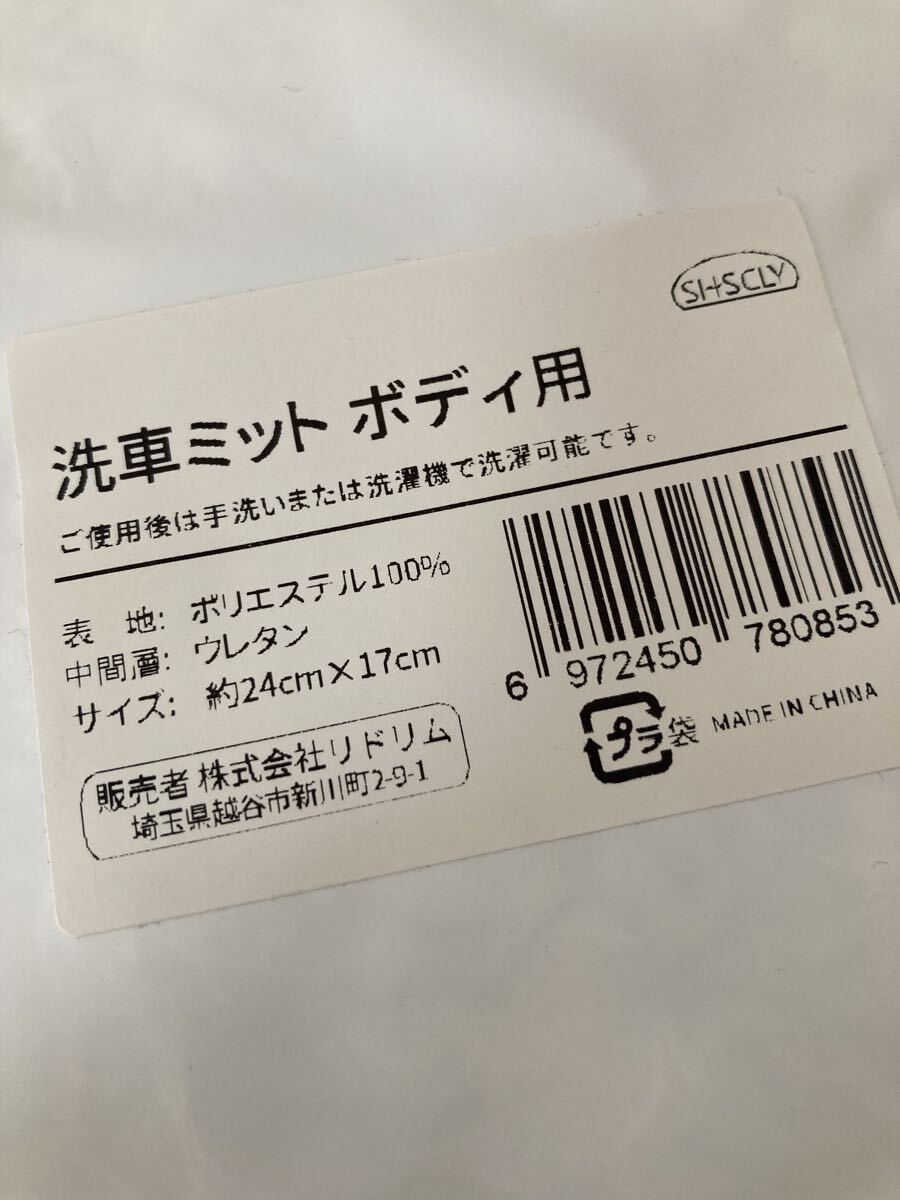 SHSCLY
洗車ミット ボディ用
ご使用後は手洗いまたは洗濯機で洗濯可能です。
表　地: ポリエステル100%
中間層: ウレタン
サイズ: 約24cm×17cm
販売者 株式会社リドリム
埼玉県越谷市新川町2-9-1
6 972450 780853
プラ 袋 MADE IN CHINA